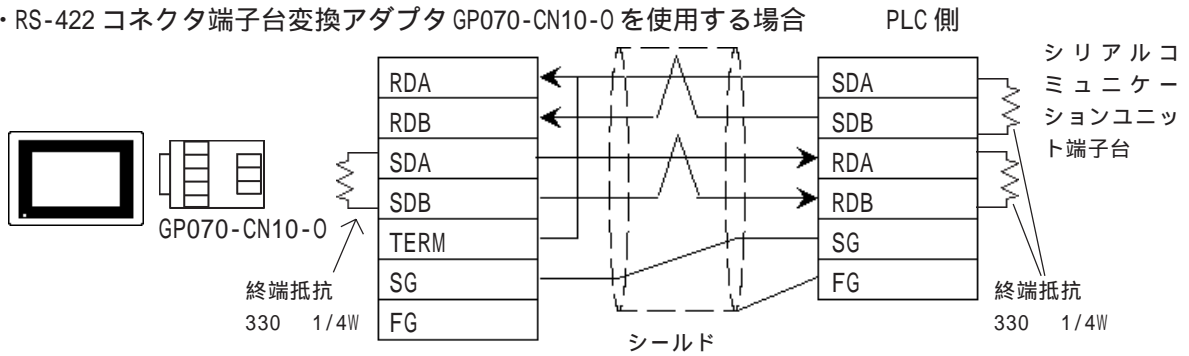 ・RS-422 コネクタ端子台変換アダプタ GP070-CN10-0 を使用する場合
PLC 側
RDA
RDB
SDA
SDB
TERM
SG
FG
GP070-CN10-0
終端抵抗
330 1/4W
シールド
SDA
SDB
RDA
RDB
SG
FG
シリアルコ
ミュニケー
ションユニッ
ト端子台
終端抵抗
330 1/4W